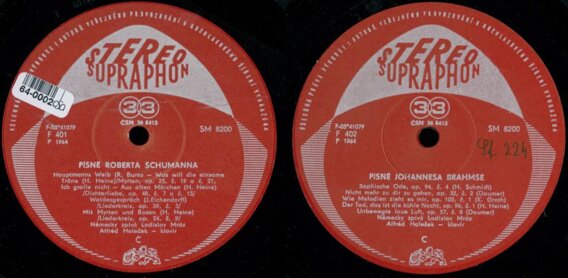 STEREO
SUPRAPHON
64-0002
33
ČSN 36 8415
F-05*41079
F 401
P 1964
SM 8200
PÍSNĚ ROBERTA SCHUMANNA
Hauptmanns Weib (R. Burns – Was will die einsome
Träne (H. Heine)/Myrten, op. 25, č. 19 a č. 21,
Ich grolle nicht – Aus alten Märchen (H. Heine)
/Dichterliebe, op. 48, č. 7 a č. 15/
Waldesgespräch (J.Eichendorff)
/Liederkreis, op. 39, č. 3/
Mit Myrten und Rosen (H. Heine)
/Liederkreis, op. 24, č. 9/
Německy zpívá Ladislav Mráz
Alfréd Holeček – klavír
C
STEREO
SUPRAPHON
33
ČSN 36 8415
F-05*41079
F 402
P 1964
SM 8200
PÍSNĚ JOHANNESA BRAHMSE
Saphische Ode, op. 94, č. 4 (H. Schmidt)
Nicht mehr zu dir zu gehen, op. 32, č. 2 (Daumer)
Wie Melodien zieht es mir, op. 105, č. 1 (K. Groth)
Der Tod, das ist die kühle Nacht, op. 96, č. 1 (H. Heine)
Unbewegte laue Luft, op. 57, č. 8 (Daumer)
Německy zpívá Ladislav Mráz
Alfréd Holeček – klavír
C